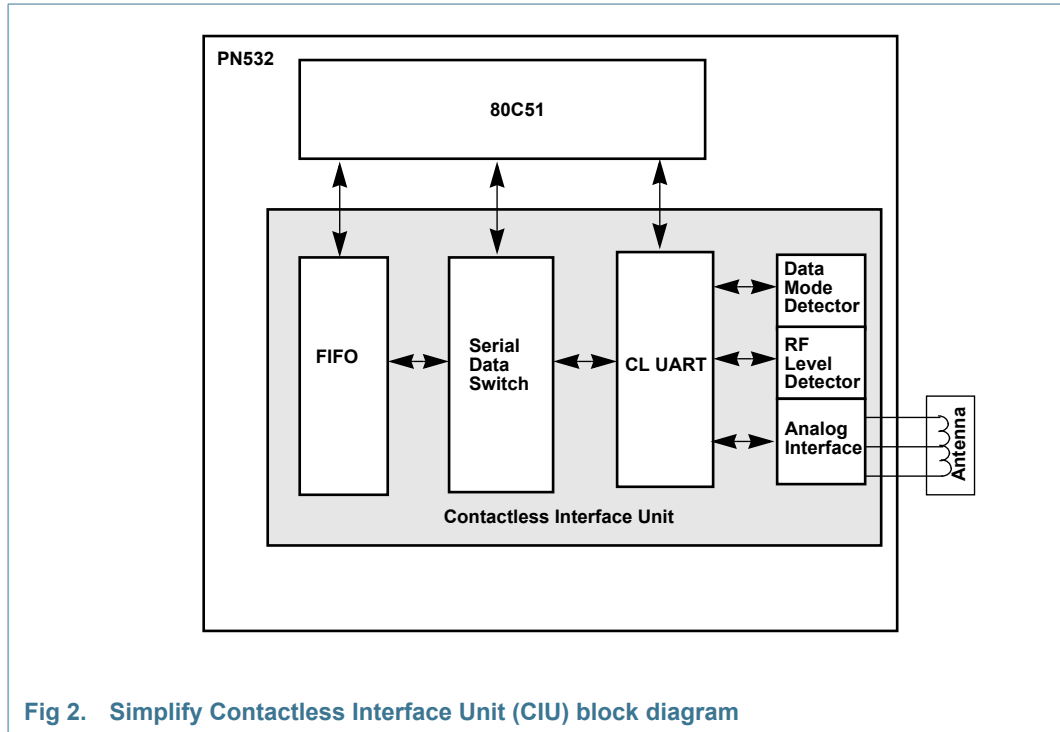 PN532
80C51
FIFO
Serial
Data
Switch
CL UART
Data
Mode
Detector
RF
Level
Detector
Analog
Interface
Antenna
Contactless Interface Unit
Fig 2. Simplify Contactless Interface Unit (CIU) block diagram